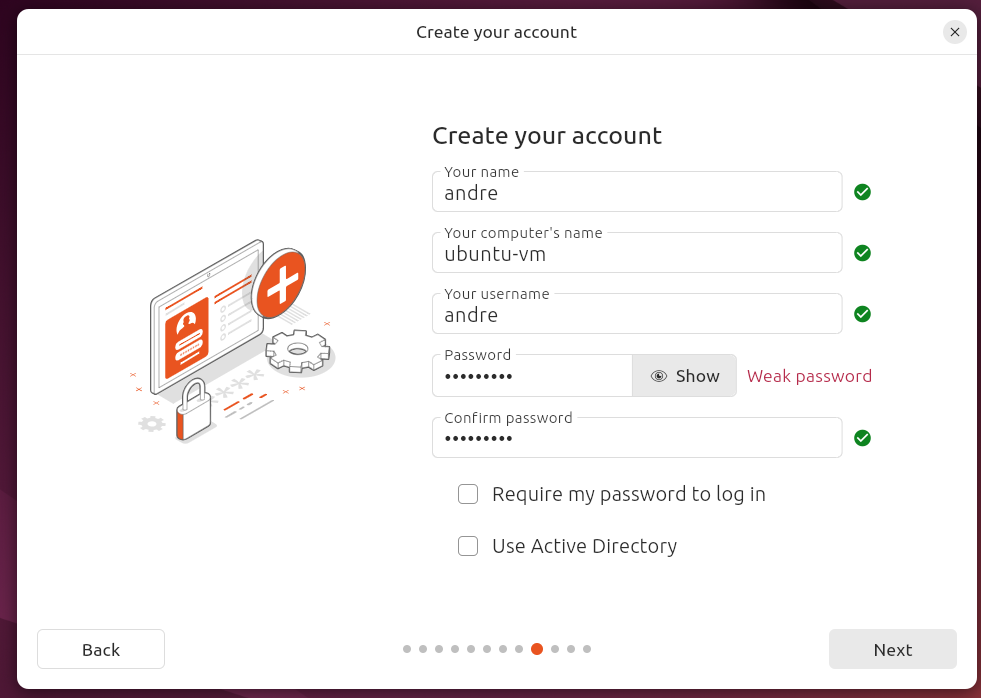 Create your account
Create your account
Your name
andre
Your computer's name
ubuntu-vm
Your username
andre
Password
•••••••••
Show
Weak password
Confirm password
•••••••••
Require my password to log in
Use Active Directory
Back
Next